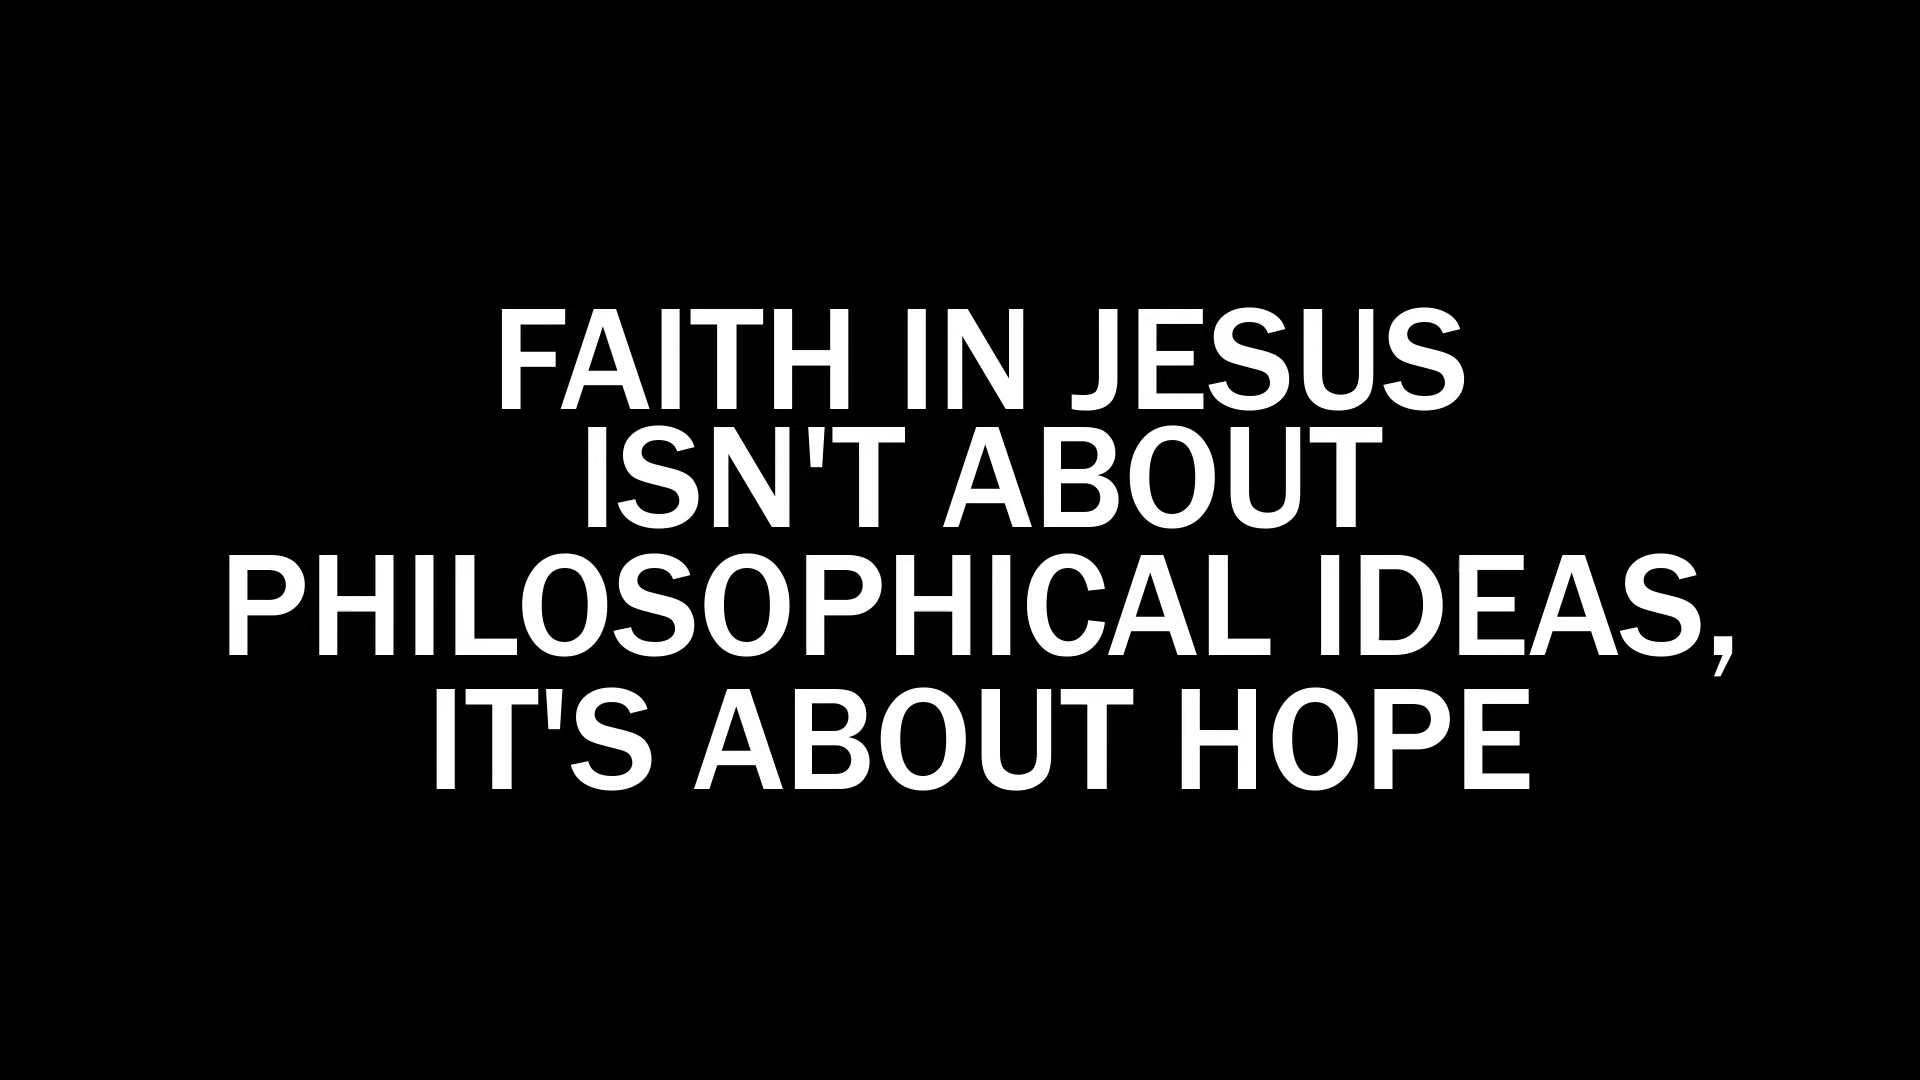 FAITH IN JESUS
ISN'T ABOUT
PHILOSOPHICAL IDEAS,
IT'S ABOUT HOPE